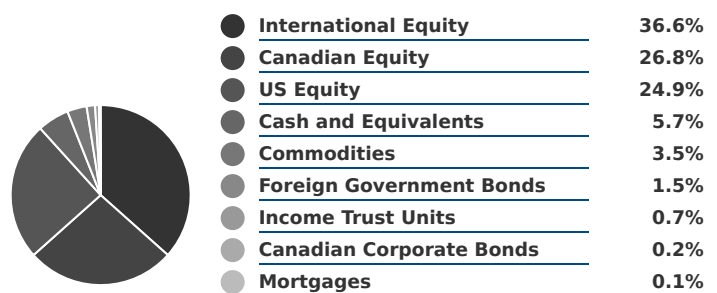 International Equity 36.6%
Canadian Equity 26.8%
US Equity 24.9%
Cash and Equivalents 5.7%
Commodities 3.5%
Foreign Government Bonds 1.5%
Income Trust Units 0.7%
Canadian Corporate Bonds 0.2%
Mortgages 0.1%